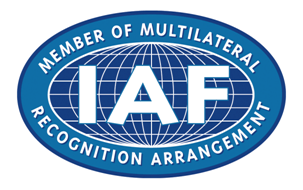 MEMBER OF MULTILATERAL
IAF
RECOGNITION ARRANGEMENT